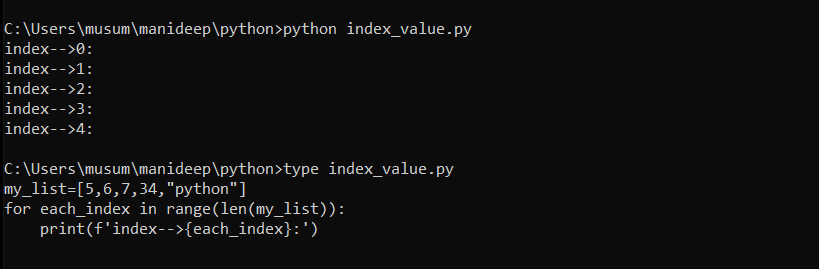 C:\Users\musum\manideep\python>python index_value.py
index-->0:
index-->1:
index-->2:
index-->3:
index-->4:
C:\Users\musum\manideep\python>type index_value.py
my_list=[5,6,7,34,"python"]
for each_index in range(len(my_list)):
    print(f'index-->{each_index}:')